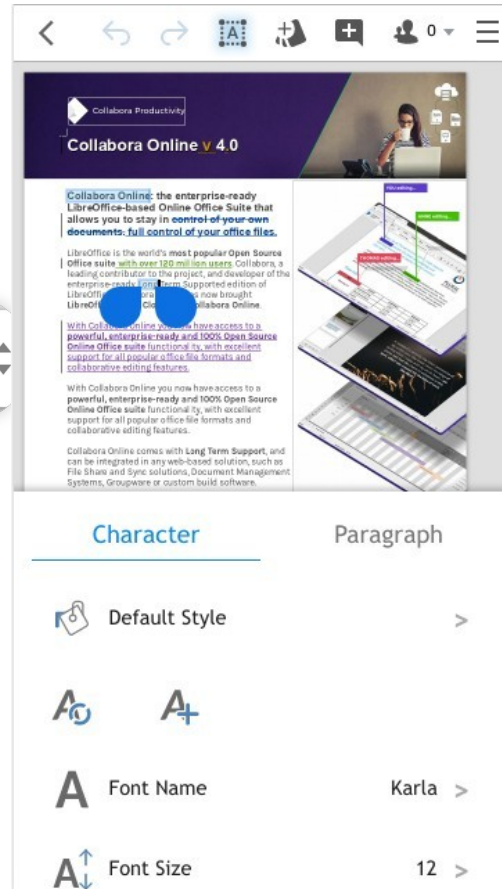 A
0
Collabora Productivity
Collabora Online v 4.0
Collabora Online: the enterprise-ready
LibreOffice-based Online Office Suite that
allows you to stay in control of your own
documents. full control of your office files.
LibreOffice is the world's most popular Open Source
Office suite with over 120 million users. Collabora, a
leading contributor to the project, and developer of the
enterprise-ready Long Term Supported edition of
now brought
With Collabora Online you now have access to a
powerful, enterprise-ready and 100% Open Source
Online Office suite functionality, with excellent
support for all popular office file formats and
collaborative editing features.
With Collabora Online you now have access to a
powerful, enterprise-ready and 100% Open Source
Online Office suite functionality, with excellent
support for all popular office file formats and
collaborative editing features.
Collabora Online comes with Long Term Support, and
can be integrated in any web-based solution, such as
File Share and Sync solutions, Document Management
Systems, Groupware or custom build software.
Character Paragraph
Default Style >
Font Name Karla >
Font Size 12 >